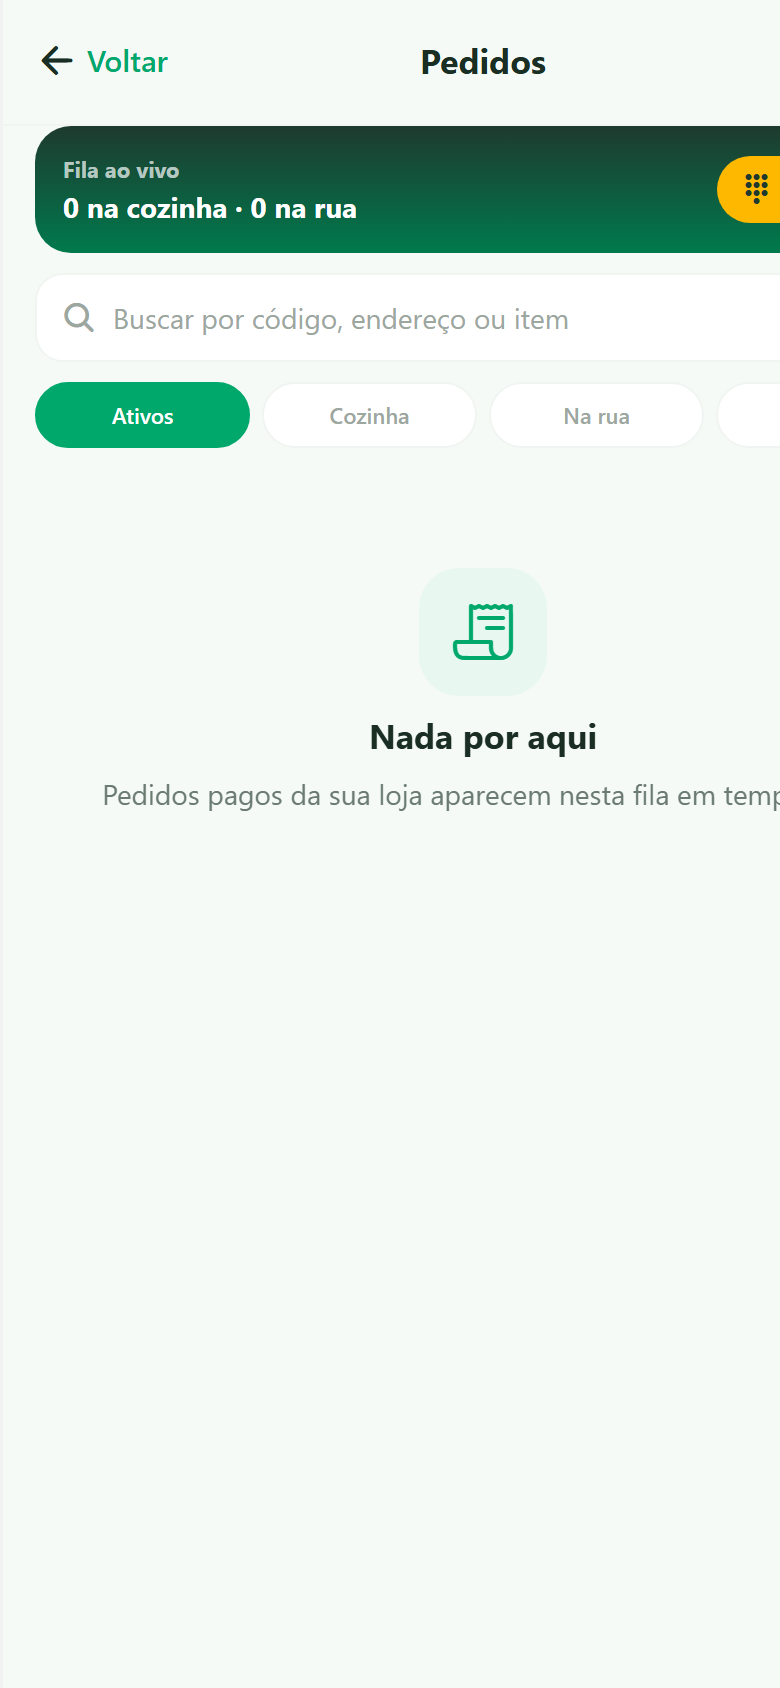 Voltar
Pedidos
Fila ao vivo
0 na cozinha · 0 na rua
Buscar por código, endereço ou item
Ativos
Cozinha
Na rua
Nada por aqui
Pedidos pagos da sua loja aparecem nesta fila em